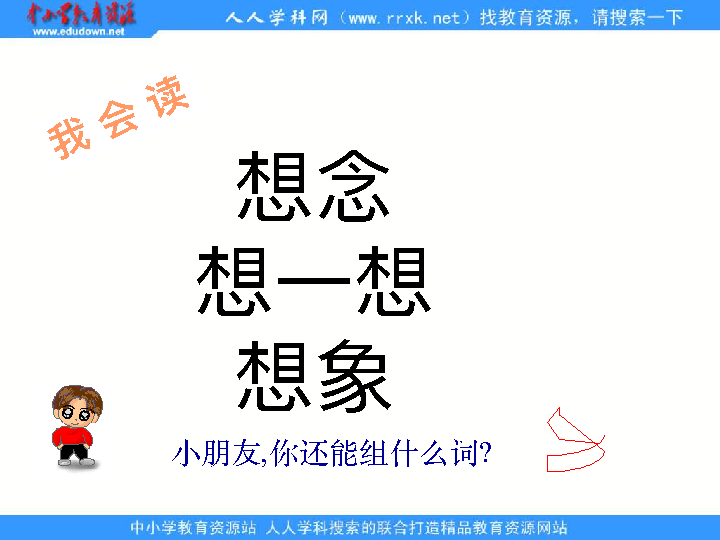 中小学教育资源
www.edudown.net
人人学科网（www.rrxk.net）找教育资源，请搜索一下
我会读
想念
想一想
想象
小朋友,你还能组什么词?
中小学教育资源站 人人学科搜索的联合打造精品教育资源网站